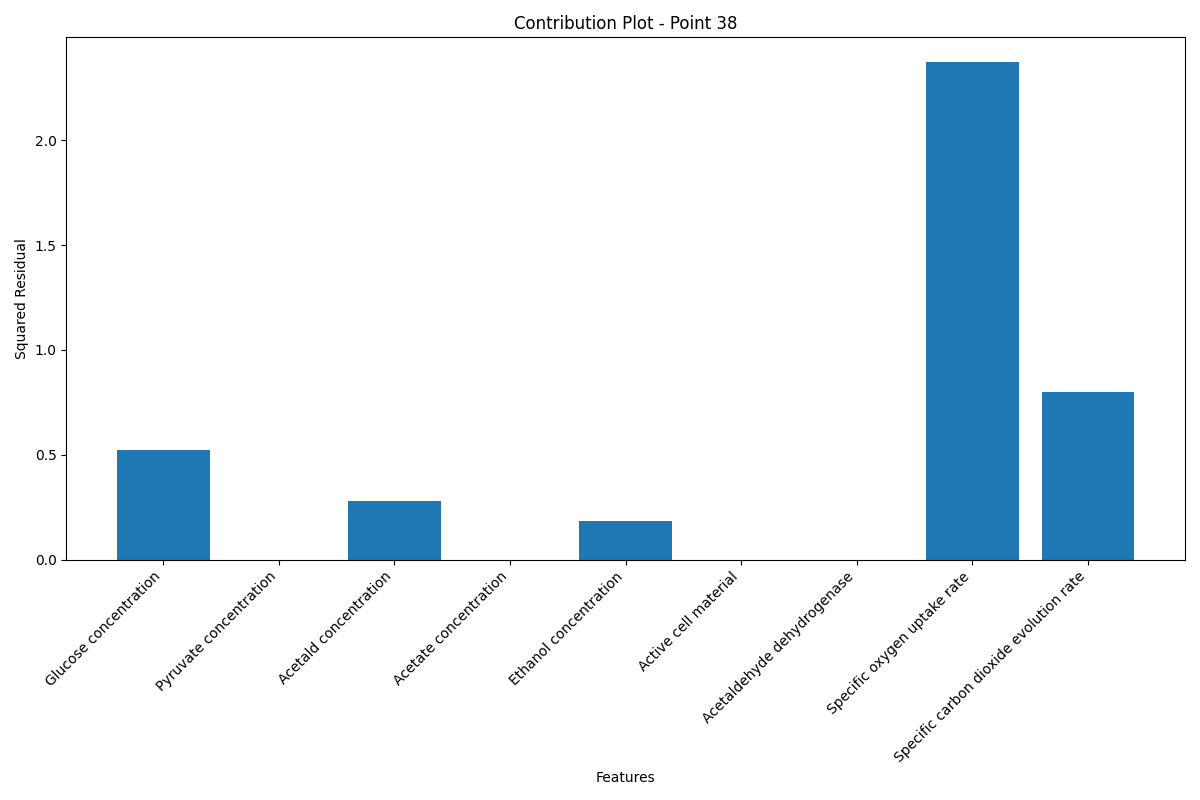 Contribution Plot - Point 38
Squared Residual
2.0
1.5
1.0
0.5
0.0
Glucose concentration
Pyruvate concentration
Acetald concentration
Acetate concentration
Ethanol concentration
Active cell material
Acetaldehyde dehydrogenase
Specific oxygen uptake rate
Specific carbon dioxide evolution rate
Features